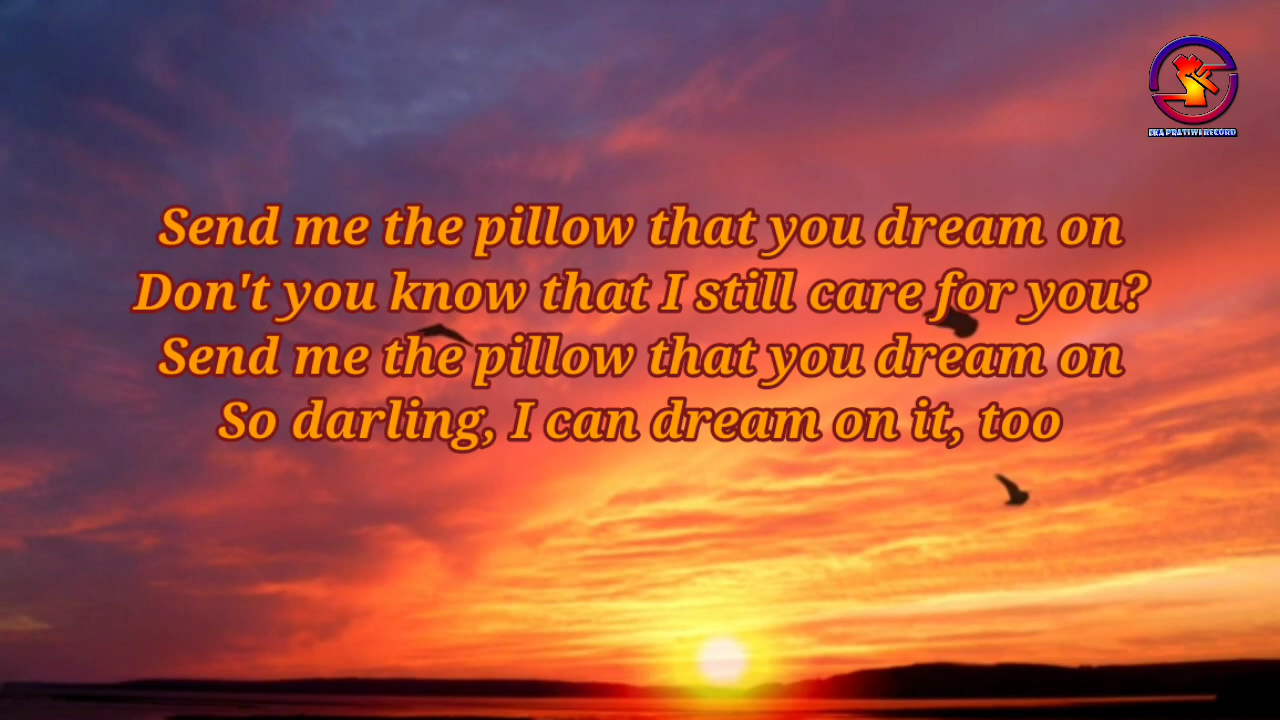 EKA PRATIWI RECORD
Send me the pillow that you dream on
Don't you know that I still care for you?
Send me the pillow that you dream on
So darling, I can dream on it, too